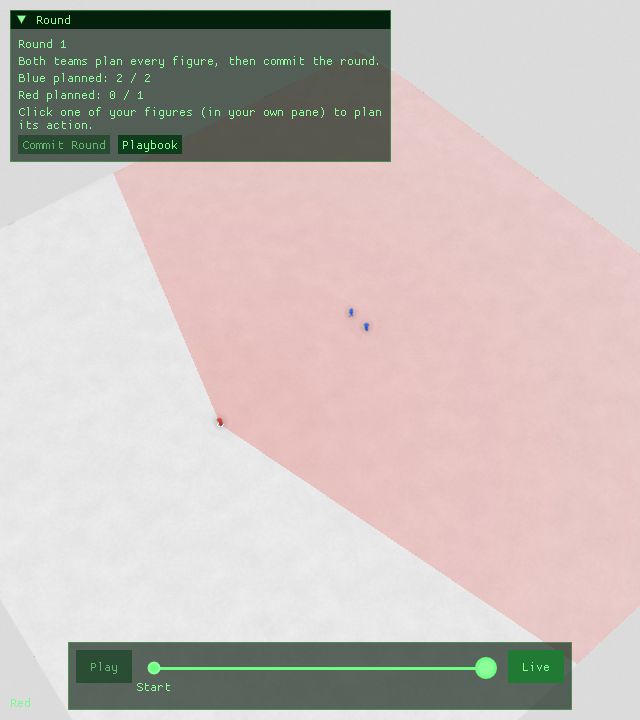 Round
Round 1
Both teams plan every figure, then commit the round.
Blue planned: 2 / 2
Red planned: 0 / 1
Click one of your figures (in your own pane) to plan
its action.
Commit Round Playbook
Play Live
Start
Red